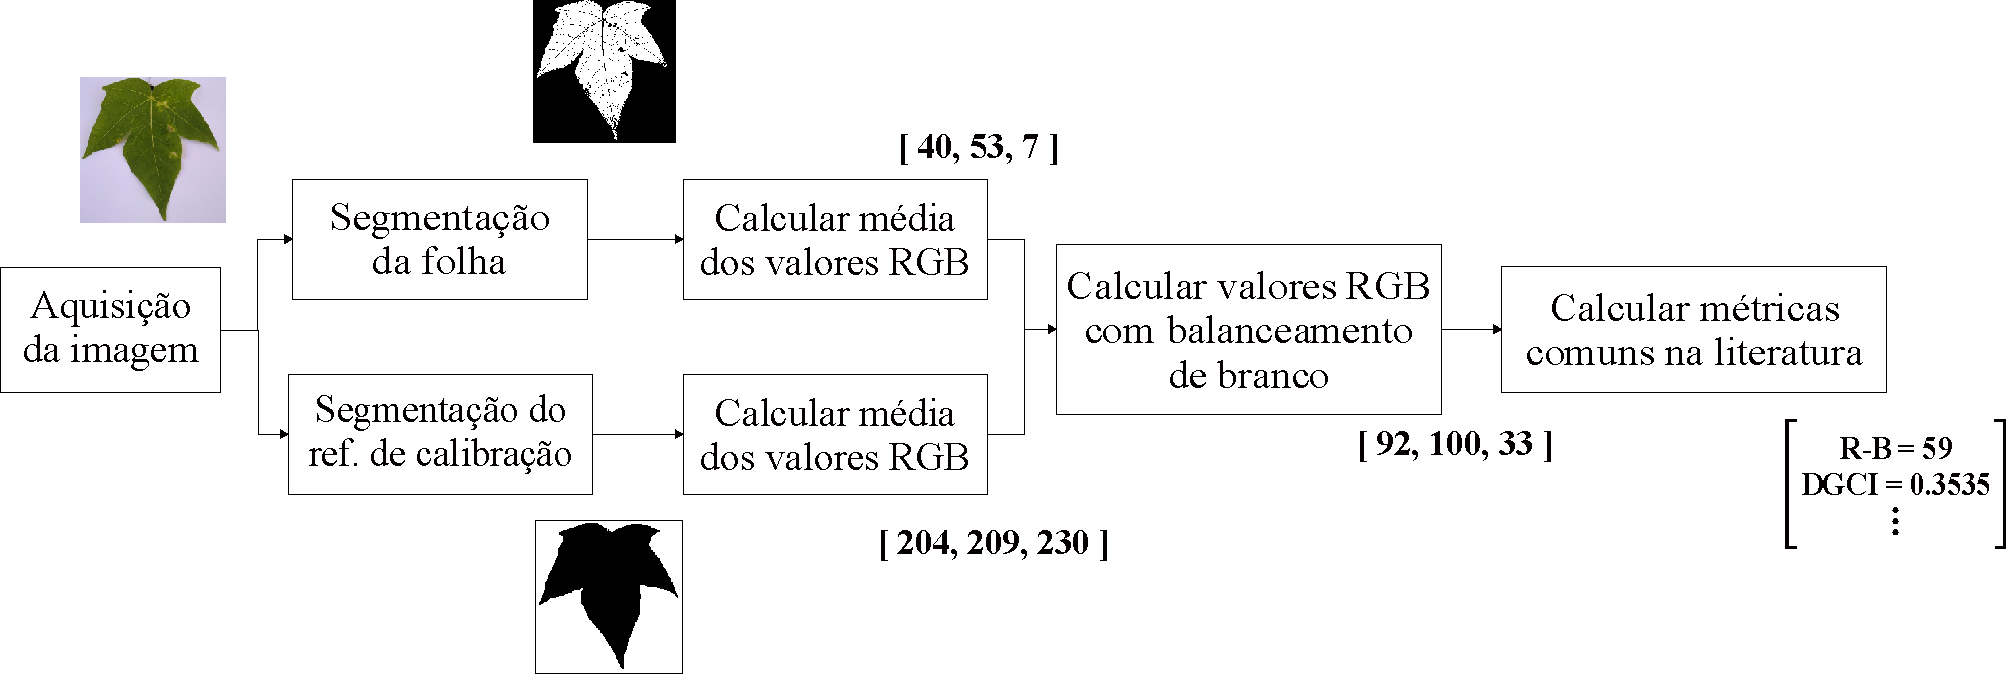 Aquisição
da imagem
Segmentação
da folha
Calcular média
dos valores RGB
[ 40, 53, 7 ]
Segmentação do
ref. de calibração
Calcular média
dos valores RGB
[ 204, 209, 230 ]
Calcular valores RGB
com balanceamento
de branco
[ 92, 100, 33 ]
Calcular métricas
comuns na literatura
R-B = 59
DGCI = 0.3535
⋮